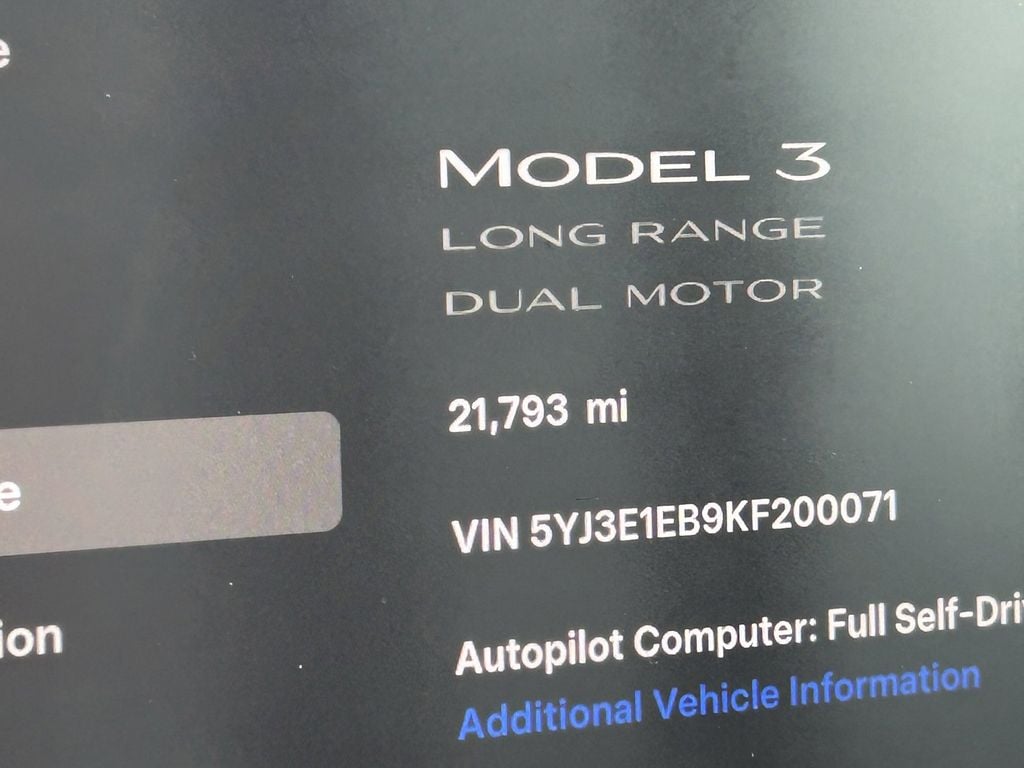 e
MODEL 3
LONG RANGE
DUAL MOTOR
21,793 mi
e
VIN 5YJ3E1EB9KF200071
ion
Autopilot Computer: Full Self-Dri
Additional Vehicle Information